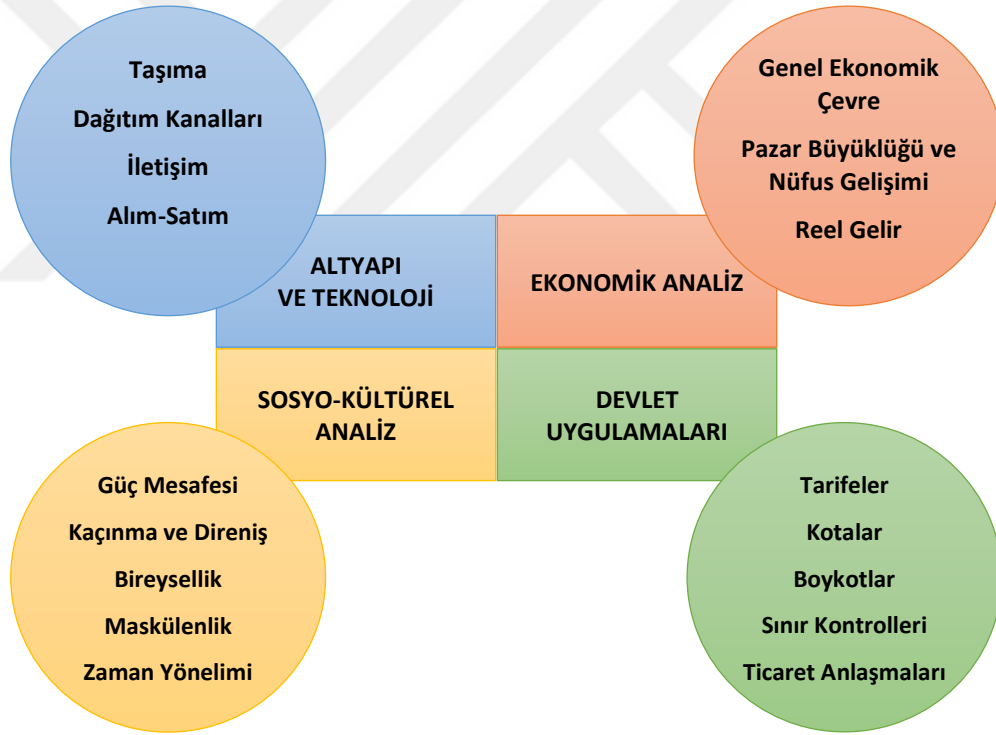 Taşıma
Dağıtım Kanalları
İletişim
Alım-Satım
ALTYAPI
VE TEKNOLOJİ
Genel Ekonomik
Çevre
Pazar Büyüklüğü ve
Nüfus Gelişimi
Reel Gelir
EKONOMİK ANALİZ
SOSYO-KÜLTÜREL
ANALİZ
Güç Mesafesi
Kaçınma ve Direniş
Bireysellik
Maskülenlik
Zaman Yönelimi
DEVLET
UYGULAMALARI
Tarifeler
Kotalar
Boykotlar
Sınır Kontrolleri
Ticaret Anlaşmaları